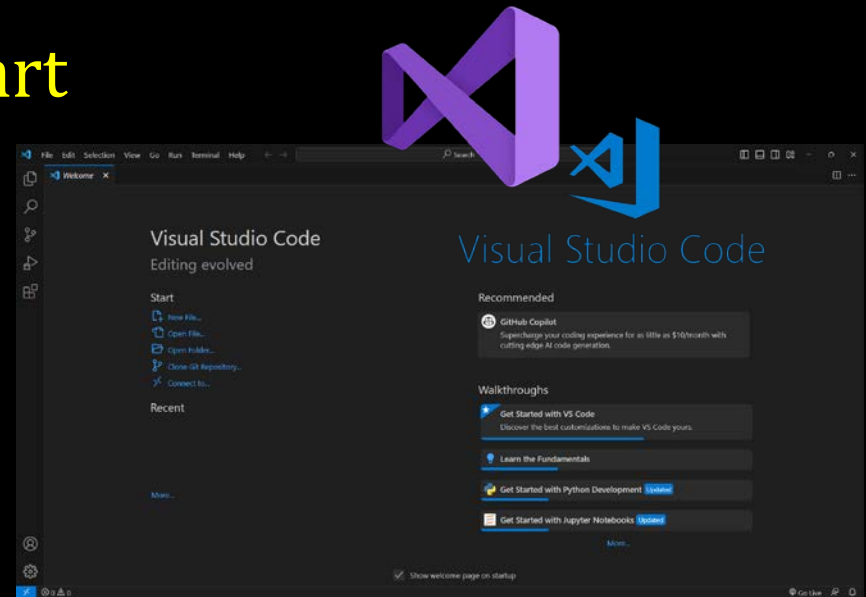 art
File Edit Selection View Go Run Terminal Help
Search
Welcome
Visual Studio Code
Editing evolved
Visual Studio Code
Start
New File...
Open File...
Open Folder...
Clone Git Repository...
Connect to...
Recent
More...
Recommended
GitHub Copilot
Supercharge your coding experience for as little as $10/month with
cutting edge AI code generation.
Walkthroughs
Get Started with VS Code
Discover the best customizations to make VS Code yours.
Learn the Fundamentals
Get Started with Python Development Updated
Get Started with Jupyter Notebooks Updated
More...
Show welcome page on startup
0 0
Go Live